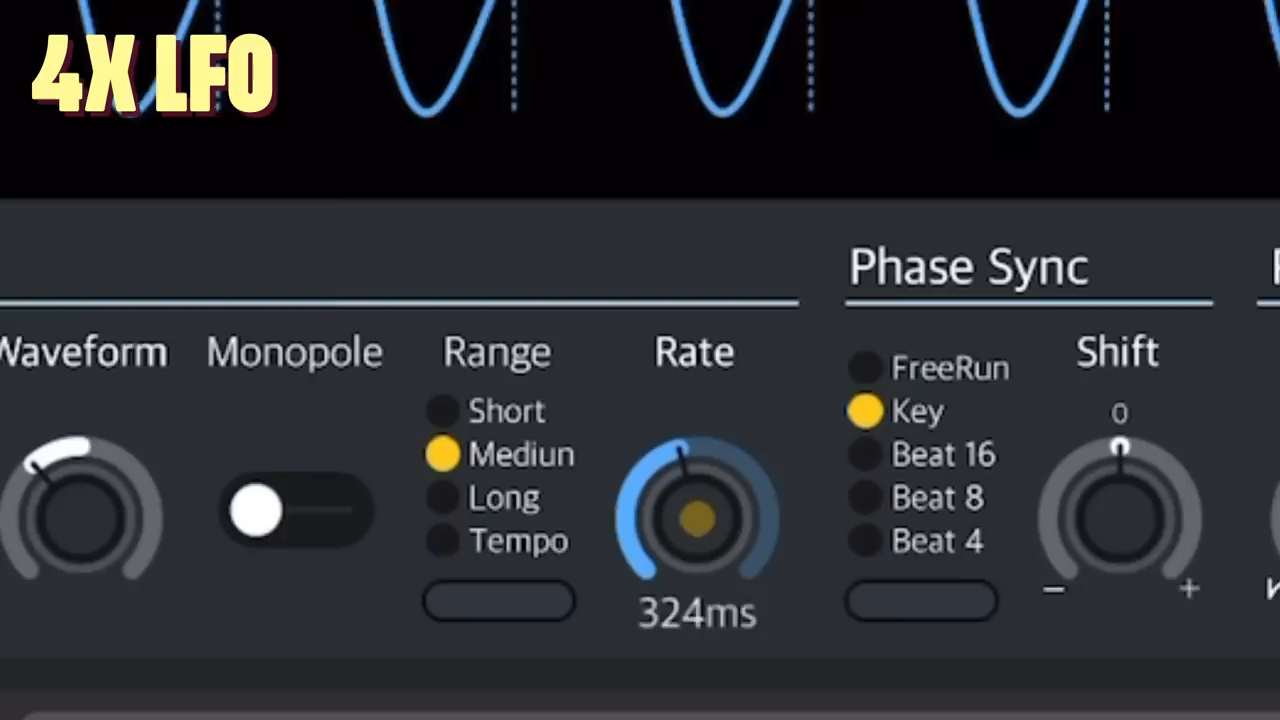 4X LFO
Phase Sync
Waveform
Monopole
Range
Rate
Shift
Short
Mediun
Long
Tempo
324ms
FreeRun
Key
Beat 16
Beat 8
Beat 4
0
− +